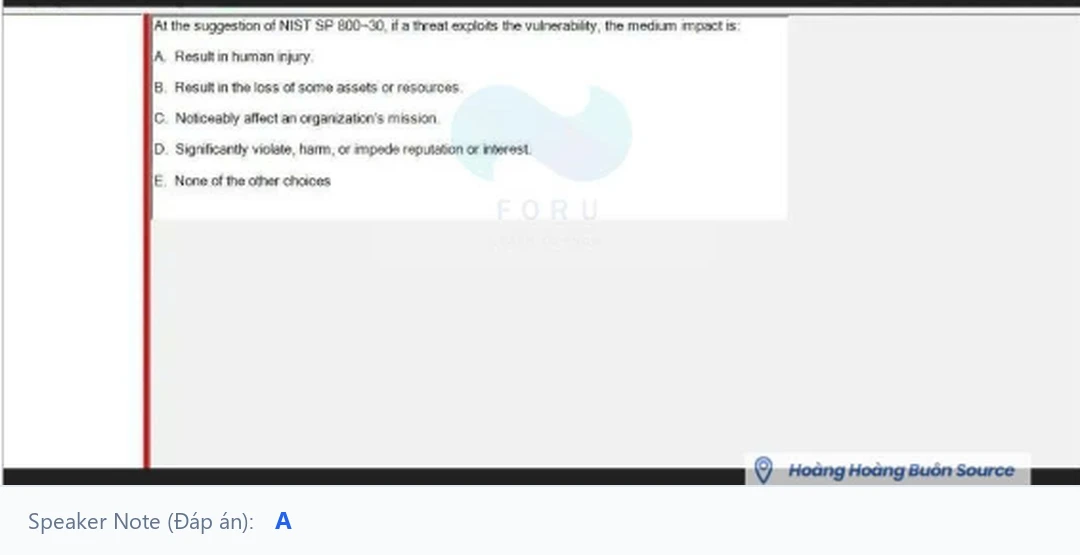 At the suggestion of NIST SP 800-30, if a threat exploits the vulnerability, the medium impact is:
A. Result in human injury.
B. Result in the loss of some assets or resources.
C. Noticeably affect an organization's mission.
D. Significantly violate, harm, or impede reputation or interest.
E. None of the other choices
FORU
Hoàng Hoàng Buôn Source
Speaker Note (Đáp án): A